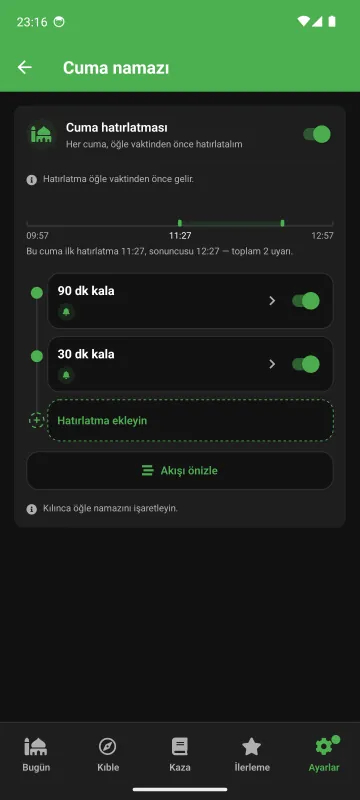 23:16
Cuma namazı
Cuma hatırlatması
Her cuma, öğle vaktinden önce hatırlatalım
Hatırlatma öğle vaktinden önce gelir.
09:57 11:27 12:57
Bu cuma ilk hatırlatma 11:27, sonuncusu 12:27 — toplam 2 uyarı.
90 dk kala
30 dk kala
Hatırlatma ekleyin
Akışı önizle
Kılınca öğle namazını işaretleyin.
Bugün Kıble Kaza İlerleme Ayarlar